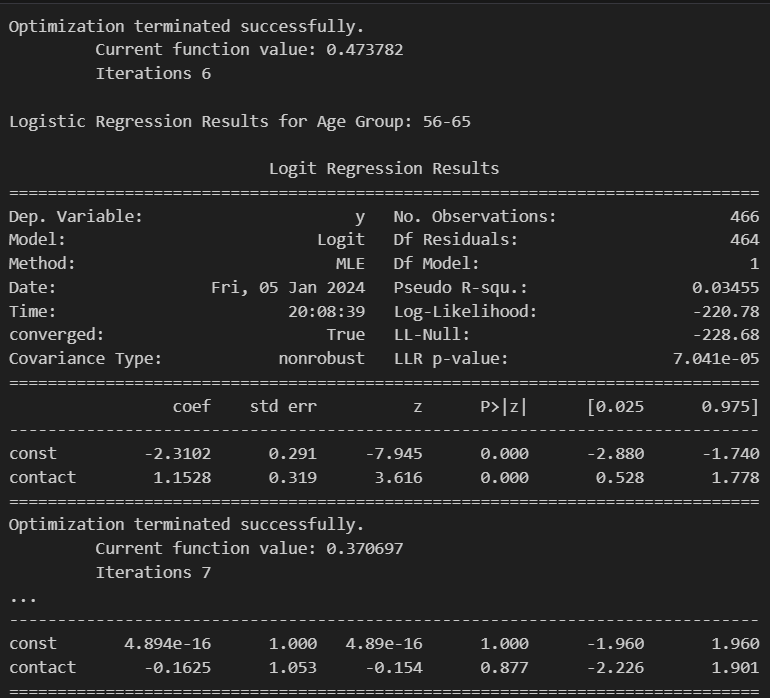 Optimization terminated successfully.
         Current function value: 0.473782
         Iterations 6
Logistic Regression Results for Age Group: 56-65
                           Logit Regression Results
==============================================================================
Dep. Variable:                      y   No. Observations:                  466
Model:                          Logit   Df Residuals:                      464
Method:                           MLE   Df Model:                            1
Date:                Fri, 05 Jan 2024   Pseudo R-squ.:                 0.03455
Time:                        20:08:39   Log-Likelihood:                -220.78
converged:                       True   LL-Null:                       -228.68
Covariance Type:            nonrobust   LLR p-value:                 7.041e-05
==============================================================================
                 coef    std err          z      P>|z|      [0.025      0.975]
------------------------------------------------------------------------------
const         -2.3102      0.291     -7.945      0.000      -2.880      -1.740
contact        1.1528      0.319      3.616      0.000       0.528       1.778
==============================================================================
Optimization terminated successfully.
         Current function value: 0.370697
         Iterations 7
...
------------------------------------------------------------------------------
const       4.894e-16      1.000   4.89e-16      1.000      -1.960       1.960
contact       -0.1625      1.053     -0.154      0.877      -2.226       1.901
==============================================================================